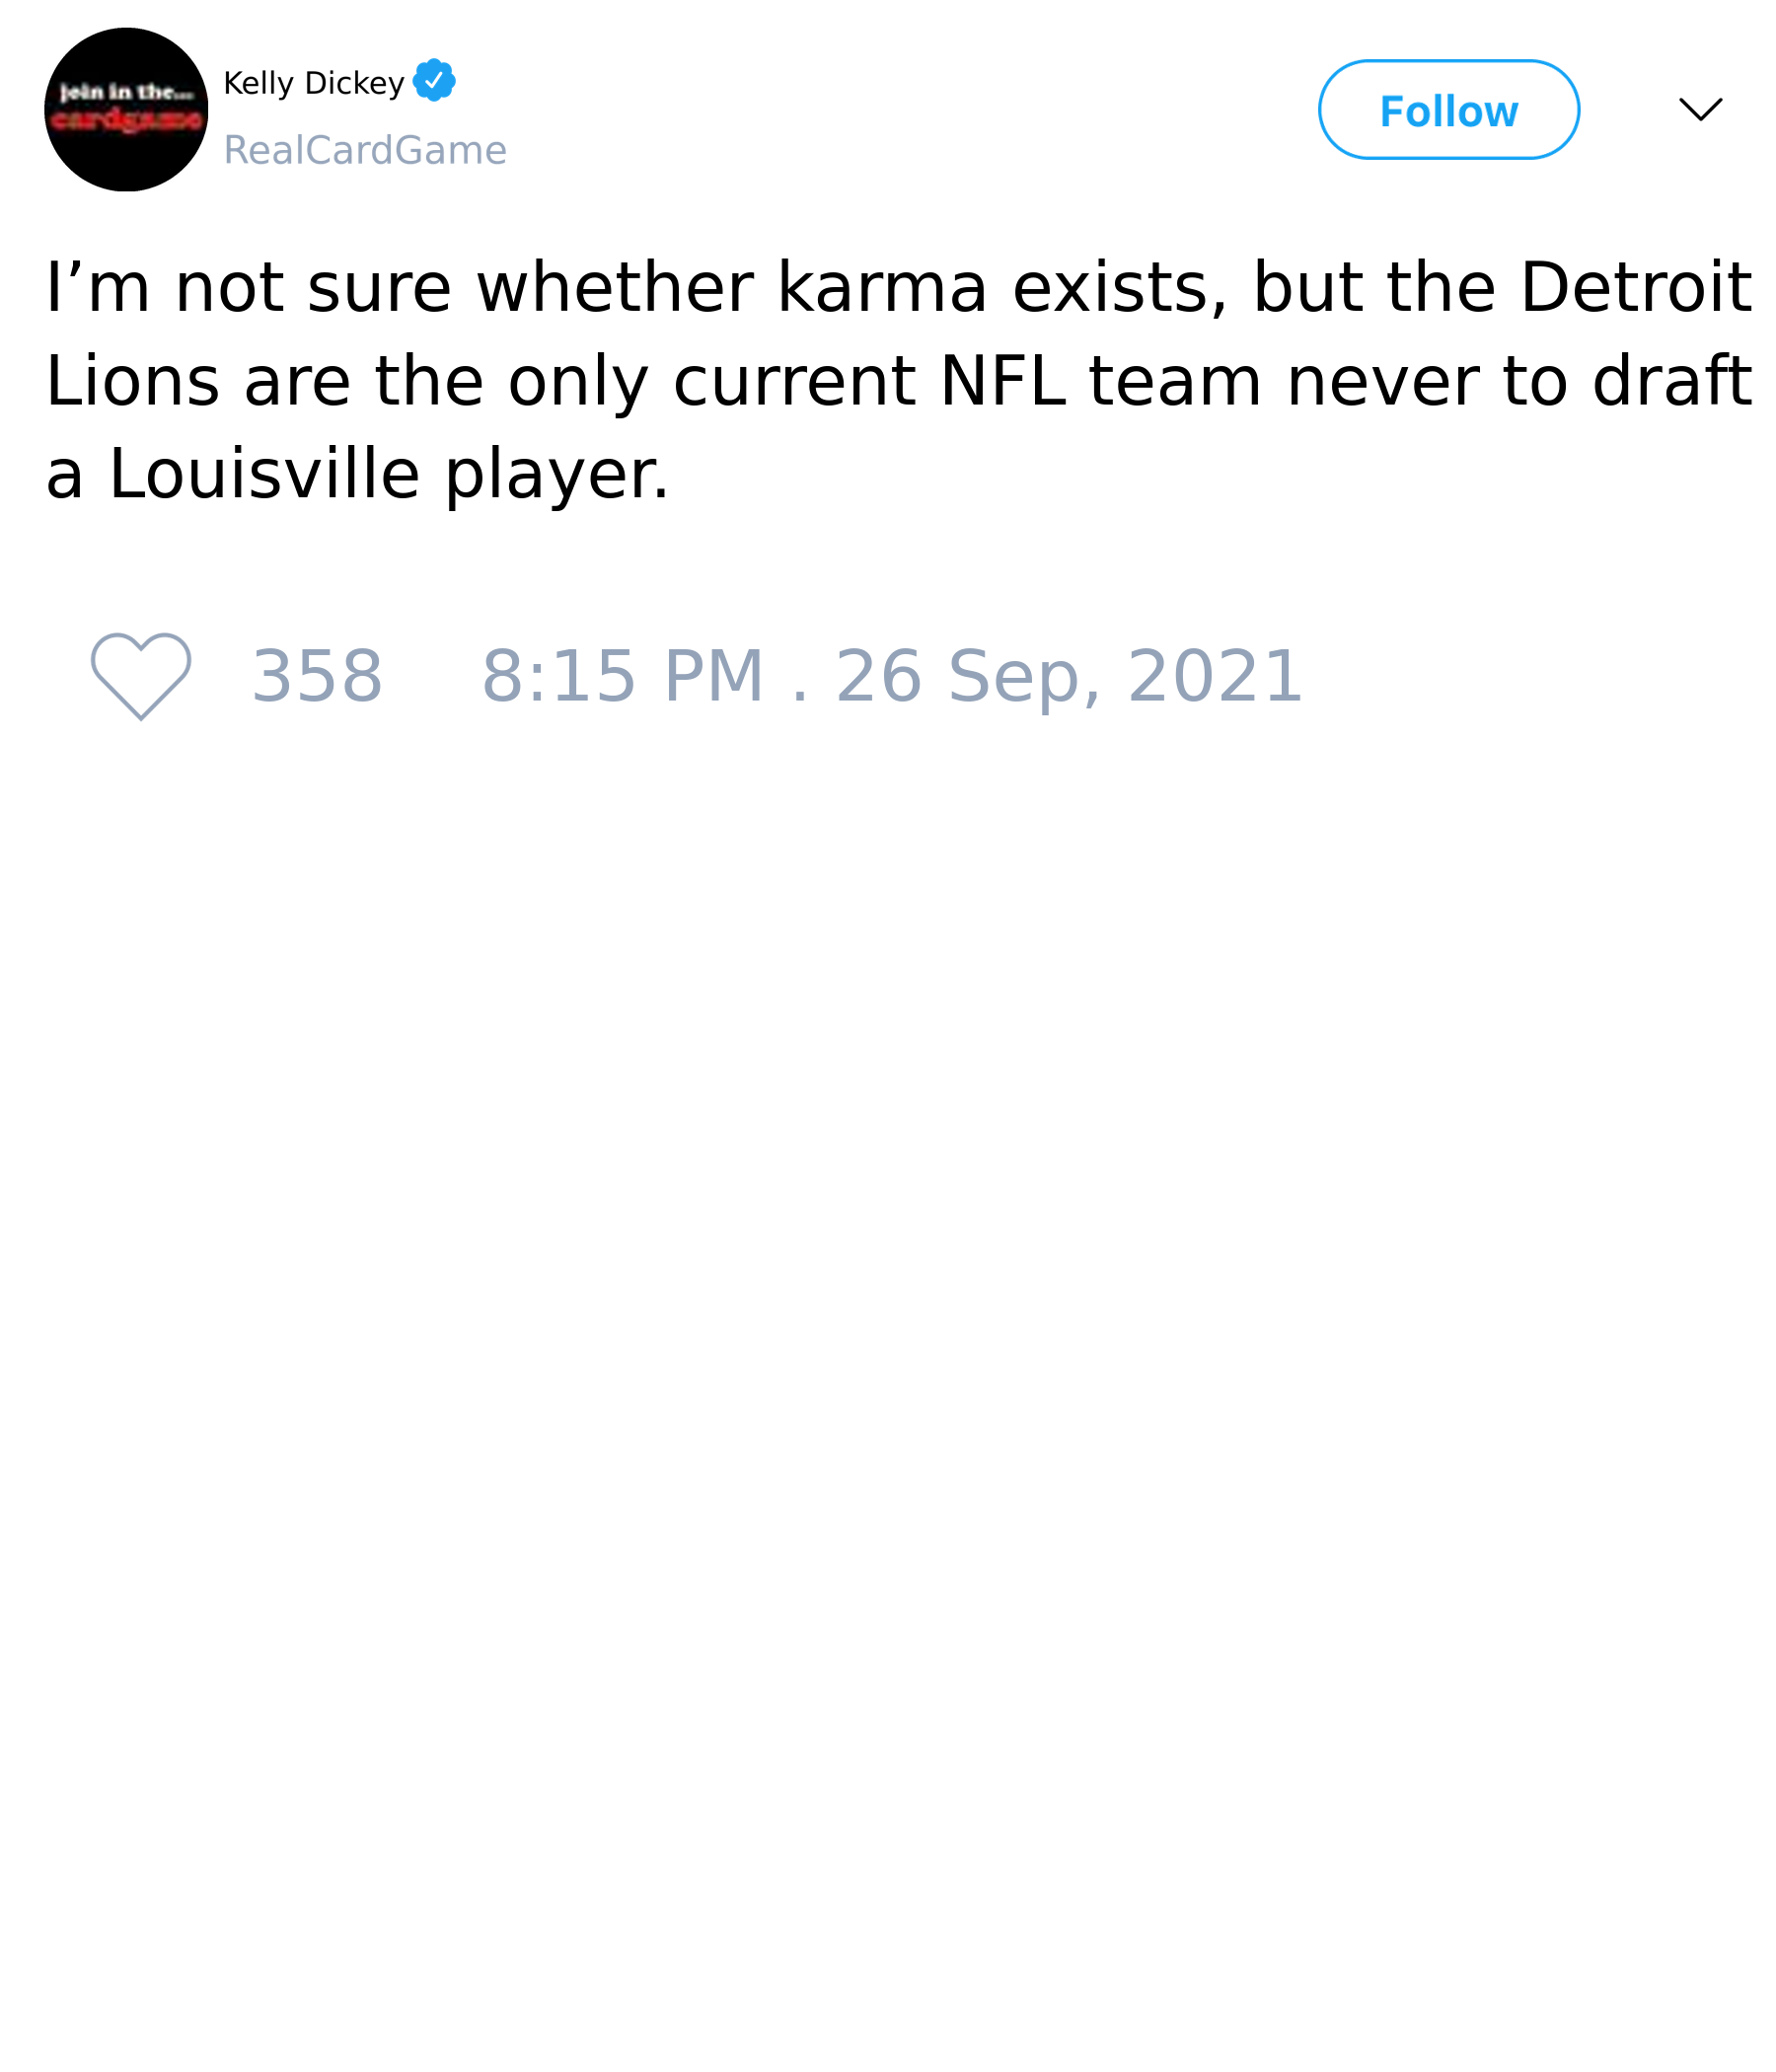 join in the...
cardgame
Kelly Dickey
RealCardGame
Follow
I’m not sure whether karma exists, but the Detroit
Lions are the only current NFL team never to draft
a Louisville player.
358 8:15 PM . 26 Sep, 2021